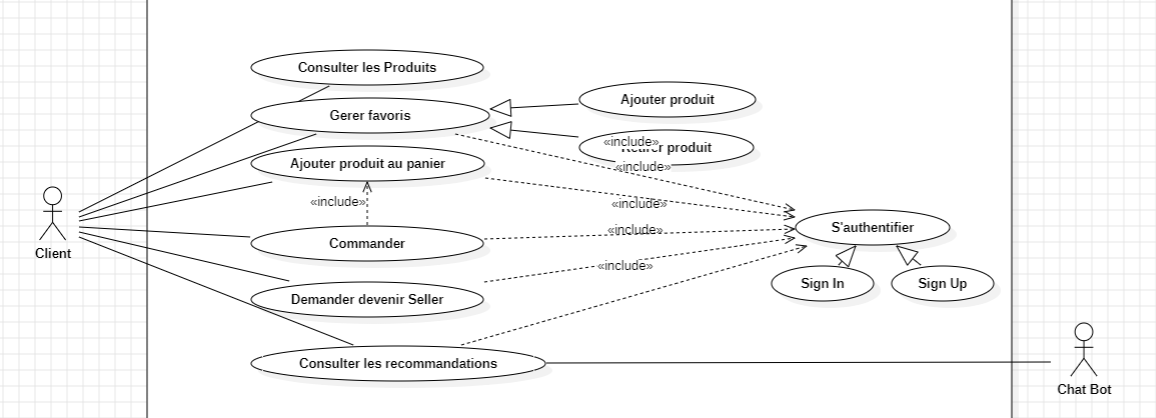 Consulter les Produits
Gerer favoris
Ajouter produit
«include»
Retirer produit
«include»
Ajouter produit au panier
«include»
«include»
«include»
Commander
S'authentifier
«include»
Demander devenir Seller
Sign In
Sign Up
Client
Consulter les recommandations
Chat Bot